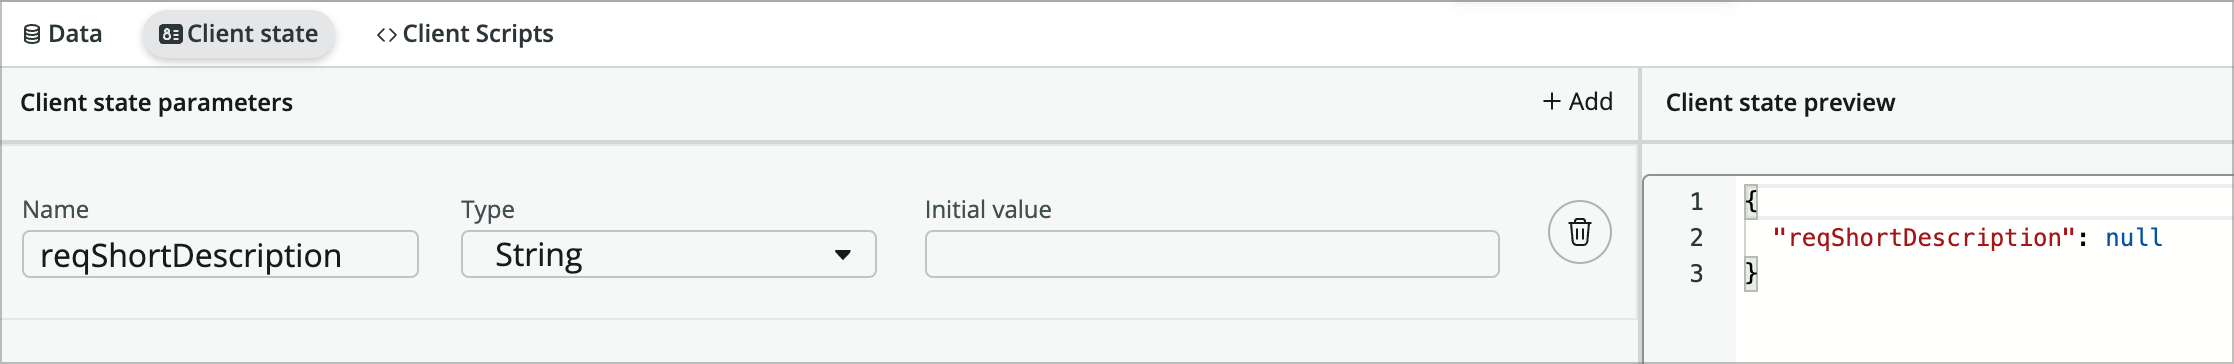 Data Client state <> Client Scripts
Client state parameters + Add Client state preview
Name Type Initial value
reqShortDescription String
1 {
2 "reqShortDescription": null
3 }